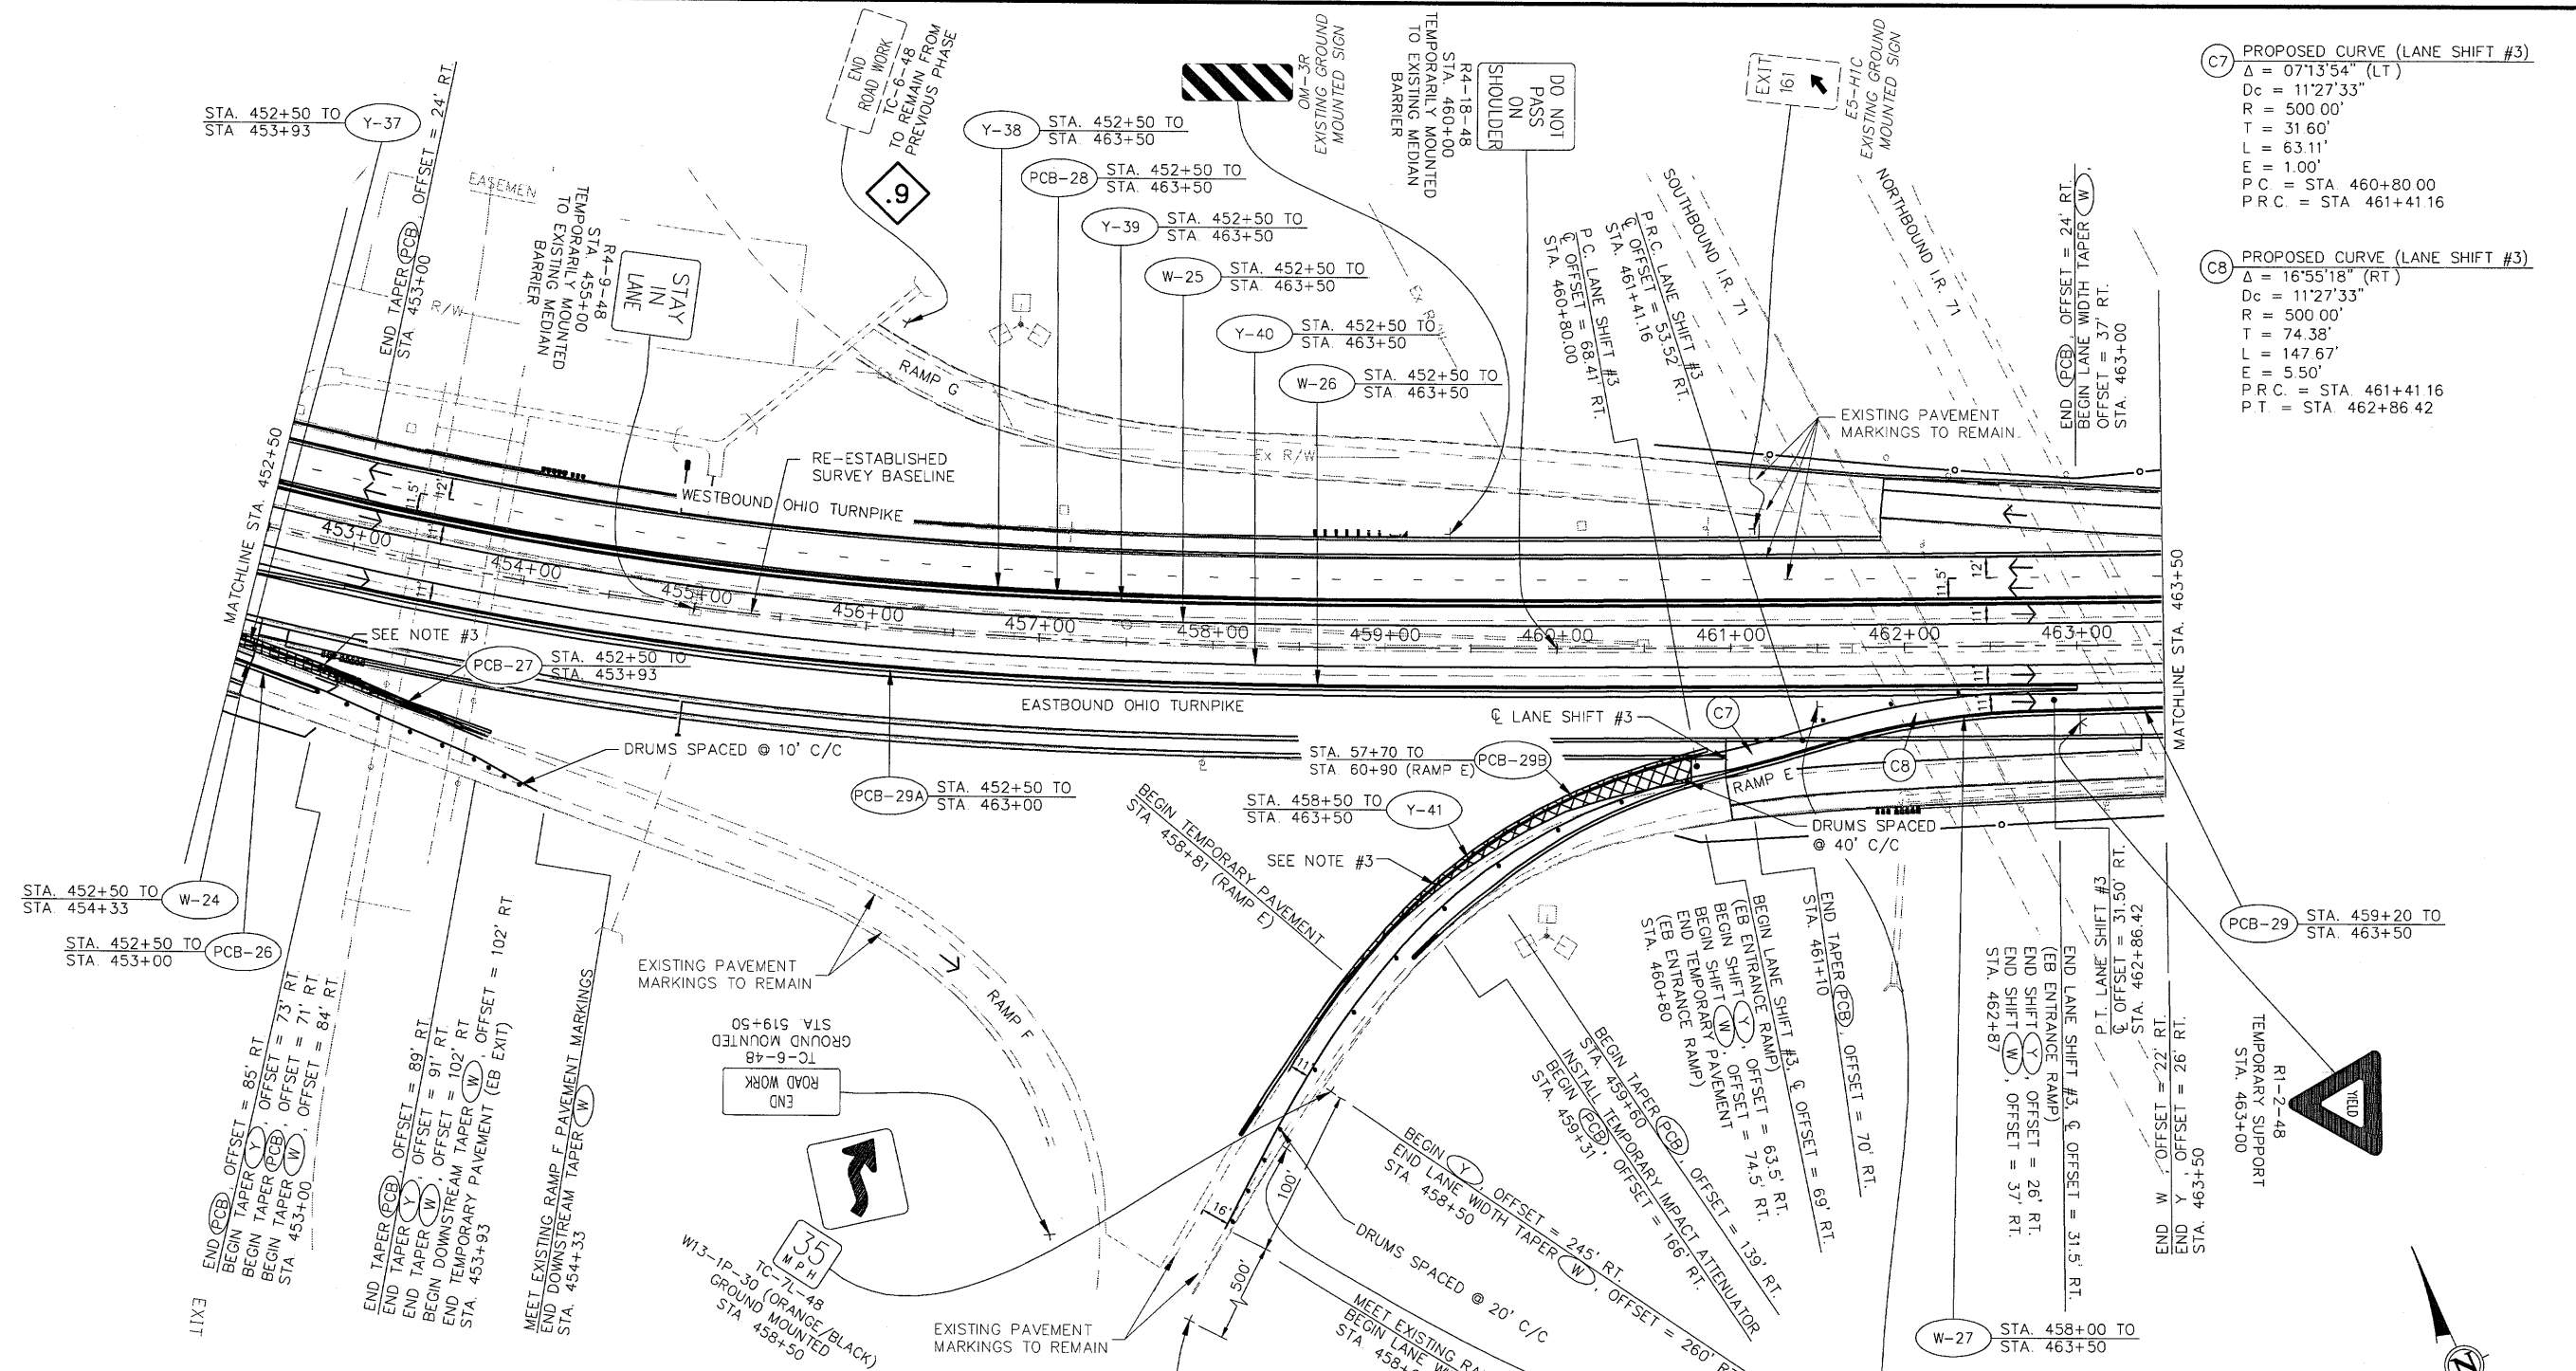 STA. 452+50 TO
STA 453+93
Y-37
END TAPER (PCB), OFFSET = 24' RT.
STA. 453+00
EASEMEN
R/W
R4-9-48
STA. 455+00
TEMPORARILY MOUNTED
TO EXISTING MEDIAN
BARRIER
STAY
IN
LANE
END
ROAD WORK
TC-6-48
TO REMAIN FROM
PREVIOUS PHASE
.9
Y-38
STA. 452+50 TO
STA. 463+50
PCB-28
STA. 452+50 TO
STA. 463+50
Y-39
STA. 452+50 TO
STA. 463+50
W-25
STA. 452+50 TO
STA. 463+50
Y-40
STA. 452+50 TO
STA. 463+50
W-26
STA. 452+50 TO
STA. 463+50
OM-3R
EXISTING GROUND
MOUNTED SIGN
R4-18-48
STA. 460+00
TEMPORARILY MOUNTED
TO EXISTING MEDIAN
BARRIER
DO NOT
PASS
ON
SHOULDER
EXIT
161
E5-H1C
EXISTING GROUND
MOUNTED SIGN
SOUTHBOUND I.R. 71
NORTHBOUND I.R. 71
P.R.C. LANE SHIFT #3
℄ OFFSET = 53.52' RT.
STA. 461+41.16
P.C. LANE SHIFT #3
℄ OFFSET = 68.41' RT.
STA. 460+80.00
END (PCB), OFFSET = 24' RT.
BEGIN LANE WIDTH TAPER (W),
OFFSET = 37' RT.
STA. 463+00
C7
PROPOSED CURVE (LANE SHIFT #3)
Δ = 07°13'54" (LT)
Dc = 11°27'33"
R = 500.00'
T = 31.60'
L = 63.11'
E = 1.00'
P.C. = STA. 460+80.00
P.R.C. = STA. 461+41.16
C8
PROPOSED CURVE (LANE SHIFT #3)
Δ = 16°55'18" (RT)
Dc = 11°27'33"
R = 500.00'
T = 74.38'
L = 147.67'
E = 5.50'
P.R.C. = STA. 461+41.16
P.T. = STA. 462+86.42
EXISTING PAVEMENT
MARKINGS TO REMAIN
RAMP G
Ex R/W
RE-ESTABLISHED
SURVEY BASELINE
WESTBOUND OHIO TURNPIKE
MATCHLINE STA. 452+50
11.5'
12'
11'
11'
453+00
454+00
455+00
456+00
457+00
458+00
459+00
460+00
461+00
462+00
463+00
11.5'
12'
11'
11'
11'
MATCHLINE STA. 463+50
SEE NOTE #3
PCB-27
STA. 452+50 TO
STA. 453+93
EASTBOUND OHIO TURNPIKE
℄ LANE SHIFT #3
C7
C8
RAMP E
DRUMS SPACED @ 10' C/C
PCB-29A
STA. 452+50 TO
STA. 463+00
STA. 57+70 TO
STA. 60+90 (RAMP E)
PCB-29B
STA. 458+50 TO
STA. 463+50
Y-41
SEE NOTE #3
DRUMS SPACED
@ 40' C/C
BEGIN TEMPORARY PAVEMENT
STA. 458+81 (RAMP E)
STA. 452+50 TO
STA. 454+33
W-24
STA. 452+50 TO
STA. 453+00
PCB-26
END (PCB), OFFSET = 85' RT
BEGIN TAPER (Y), OFFSET = 73' RT.
BEGIN TAPER (PCB), OFFSET = 71' RT
BEGIN TAPER (W), OFFSET = 84' RT.
STA. 453+00
EXIT
END TAPER (PCB), OFFSET = 89' RT
END TAPER (Y), OFFSET = 91' RT.
END TAPER (W), OFFSET = 102' RT
BEGIN DOWNSTREAM TAPER (W), OFFSET = 102' RT
END TEMPORARY PAVEMENT (EB EXIT)
STA. 453+93
MEET EXISTING RAMP F PAVEMENT MARKINGS
END DOWNSTREAM TAPER (W)
STA. 454+33
EXISTING PAVEMENT
MARKINGS TO REMAIN
RAMP F
END
ROAD WORK
TC-6-48
GROUND MOUNTED
STA. 519+50
35
MPH
TC-7L-48
W13-1P-30 (ORANGE/BLACK)
GROUND MOUNTED
STA 458+50
EXISTING PAVEMENT
MARKINGS TO REMAIN
11'
16'
100'
500'
BEGIN (Y), OFFSET = 245' RT.
END LANE WIDTH TAPER (W), OFFSET = 260' RT
STA. 458+50
DRUMS SPACED @ 20' C/C
MEET EXISTING RA
BEGIN LANE W
STA. 458+
BEGIN TAPER (PCB), OFFSET = 139' RT.
STA. 459+60
INSTALL TEMPORARY IMPACT ATTENUATOR
BEGIN (PCB), OFFSET = 166' RT.
STA. 459+31
BEGIN LANE SHIFT #3, ℄ OFFSET = 69' RT.
(EB ENTRANCE RAMP)
BEGIN SHIFT (Y), OFFSET = 63.5' RT.
BEGIN SHIFT (W), OFFSET = 74.5' RT.
END TEMPORARY PAVEMENT
(EB ENTRANCE RAMP)
STA. 460+80
END TAPER (PCB), OFFSET = 70' RT.
STA. 461+10
END LANE SHIFT #3, ℄ OFFSET = 31.5' RT.
(EB ENTRANCE RAMP)
END SHIFT (Y), OFFSET = 26' RT.
END SHIFT (W), OFFSET = 37' RT.
STA. 462+87
P.T. LANE SHIFT #3
℄ OFFSET = 31.50' RT.
STA. 462+86.42
END W, OFFSET = 22' RT.
END Y, OFFSET = 26' RT.
STA. 463+50
PCB-29
STA. 459+20 TO
STA. 463+50
YIELD
R1-2-48
TEMPORARY SUPPORT
STA. 463+00
W-27
STA. 458+00 TO
STA. 463+50
N